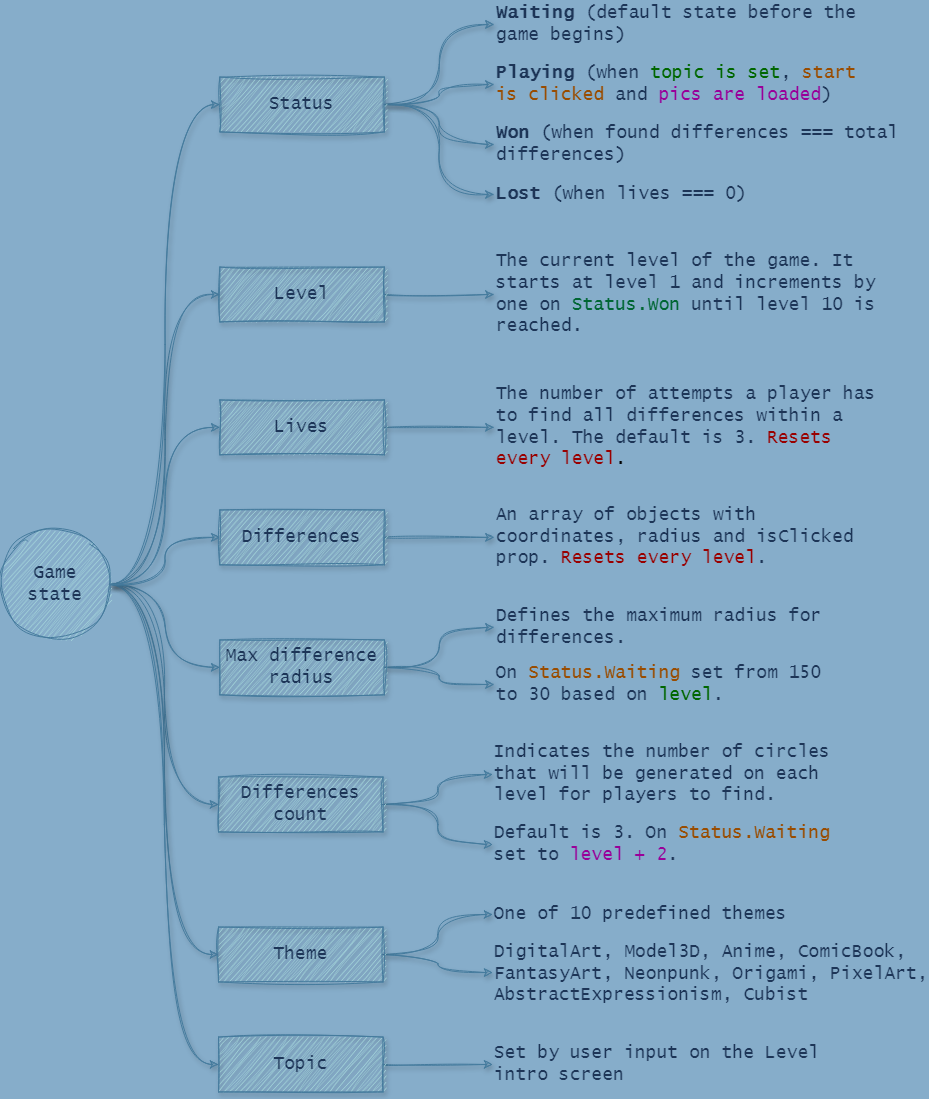 Waiting (default state before the
game begins)
Status
Playing (when topic is set, start
is clicked and pics are loaded)
Won (when found differences === total
differences)
Lost (when lives === 0)
Level
The current level of the game. It
starts at level 1 and increments by
one on Status.Won until level 10 is
reached.
Lives
The number of attempts a player has
to find all differences within a
level. The default is 3. Resets
every level.
Differences
An array of objects with
coordinates, radius and isClicked
prop. Resets every level.
Game
state
Max difference
radius
Defines the maximum radius for
differences.
On Status.Waiting set from 150
to 30 based on level.
Differences
count
Indicates the number of circles
that will be generated on each
level for players to find.
Default is 3. On Status.Waiting
set to level + 2.
Theme
One of 10 predefined themes
DigitalArt, Model3D, Anime, ComicBook,
FantasyArt, Neonpunk, Origami, PixelArt,
AbstractExpressionism, Cubist
Topic
Set by user input on the Level
intro screen